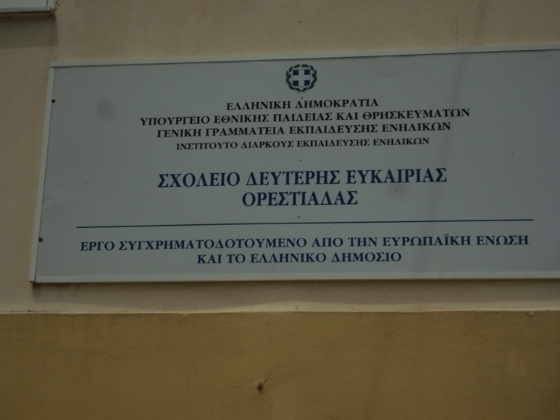 ΕΛΛΗΝΙΚΗ ΔΗΜΟΚΡΑΤΙΑ
ΥΠΟΥΡΓΕΙΟ ΕΘΝΙΚΗΣ ΠΑΙΔΕΙΑΣ ΚΑΙ ΘΡΗΣΚΕΥΜΑΤΩΝ
ΓΕΝΙΚΗ ΓΡΑΜΜΑΤΕΙΑ ΕΚΠΑΙΔΕΥΣΗΣ ΕΝΗΛΙΚΩΝ
ΙΝΣΤΙΤΟΥΤΟ ΔΙΑΡΚΟΥΣ ΕΚΠΑΙΔΕΥΣΗΣ ΕΝΗΛΙΚΩΝ
ΣΧΟΛΕΙΟ ΔΕΥΤΕΡΗΣ ΕΥΚΑΙΡΙΑΣ
ΟΡΕΣΤΙΑΔΑΣ
ΕΡΓΟ ΣΥΓΧΡΗΜΑΤΟΔΟΤΟΥΜΕΝΟ ΑΠΟ ΤΗΝ ΕΥΡΩΠΑΪΚΗ ΕΝΩΣΗ
ΚΑΙ ΤΟ ΕΛΛΗΝΙΚΟ ΔΗΜΟΣΙΟ